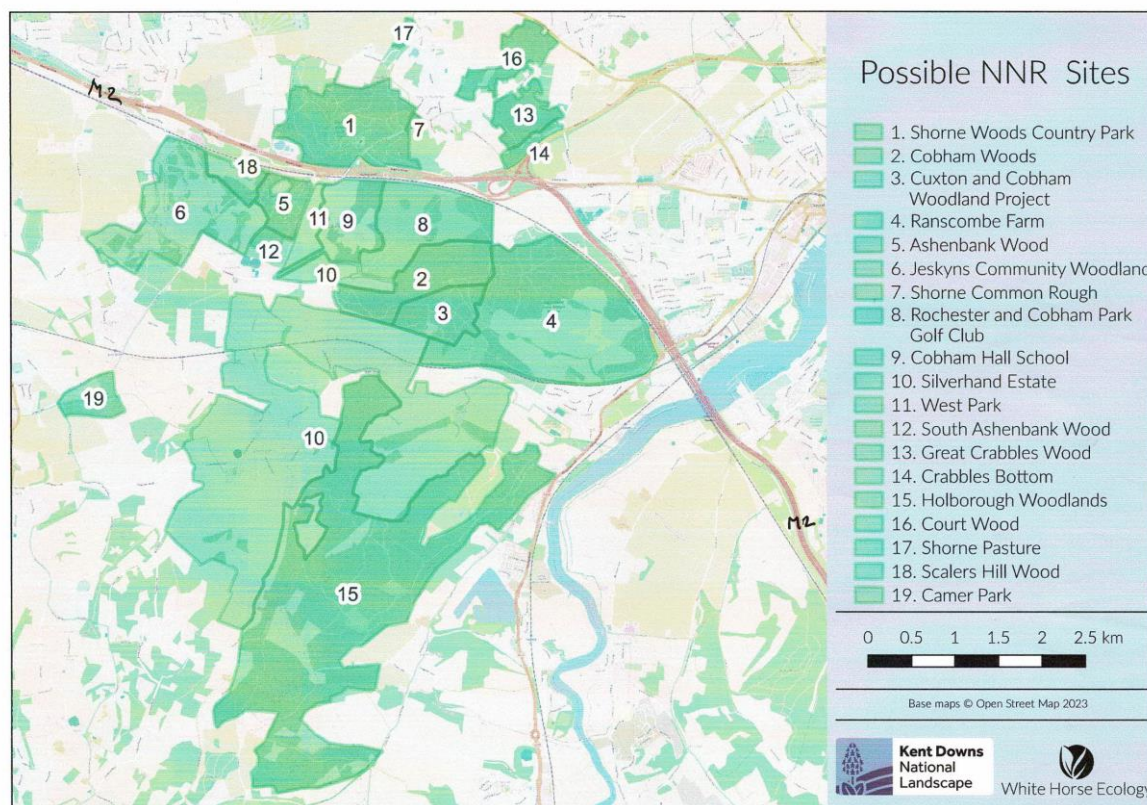 17
16
13
1
7
14
M2
18
6
5
11
9
8
12
10
2
3
4
19
10
15
M2
Possible NNR Sites
1. Shorne Woods Country Park
2. Cobham Woods
3. Cuxton and Cobham
Woodland Project
4. Ranscombe Farm
5. Ashenbank Wood
6. Jeskyns Community Woodland
7. Shorne Common Rough
8. Rochester and Cobham Park
Golf Club
9. Cobham Hall School
10. Silverhand Estate
11. West Park
12. South Ashenbank Wood
13. Great Crabbles Wood
14. Crabbles Bottom
15. Holborough Woodlands
16. Court Wood
17. Shorne Pasture
18. Scalers Hill Wood
19. Camer Park
0 0.5 1 1.5 2 2.5 km
Base maps © Open Street Map 2023
Kent Downs
National
Landscape
White Horse Ecology